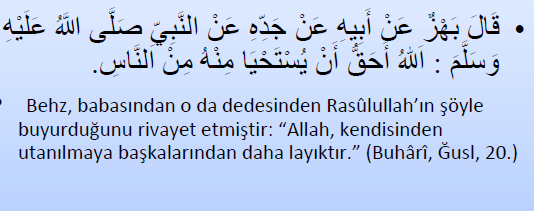 • قَالَ بَهْزٌ عَنْ أَبِيهِ عَنْ جَدِّهِ عَنْ النَّبِيِّ صَلَّى اللَّهُ عَلَيْهِ
وَسَلَّمَ : اَللهُ أَحَقُّ أَنْ يُسْتَحْيَا مِنْهُ مِنْ النَّاسِ.
• Behz, babasından o da dedesinden Rasûlullah’ın şöyle
buyurduğunu rivayet etmiştir: “Allah, kendisinden
utanılmaya başkalarından daha layıktır.” (Buhârî, Ğusl, 20.)